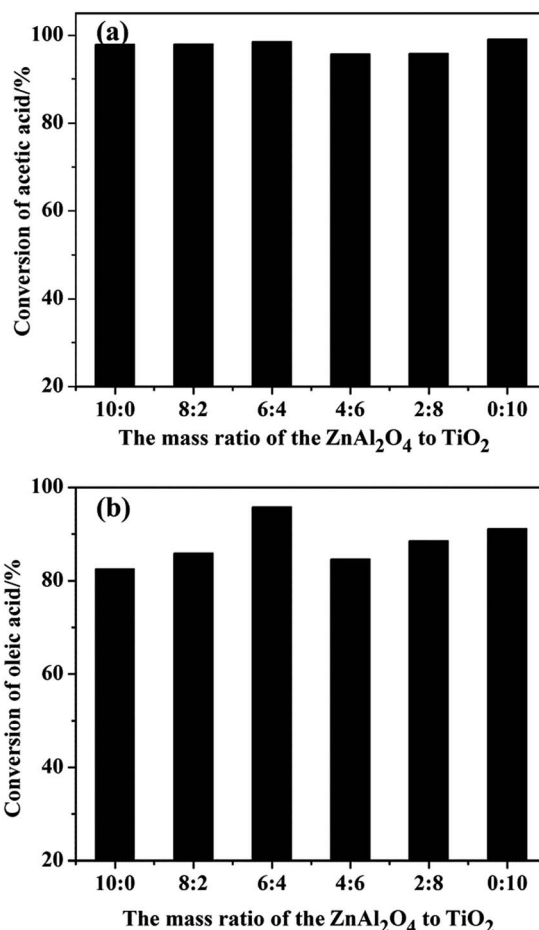 (a)
Conversion of acetic acid/%
100
80
60
40
20
10:0 8:2 6:4 4:6 2:8 0:10
The mass ratio of the ZnAl₂O₄ to TiO₂
(b)
Conversion of oleic acid/%
100
80
60
40
20
10:0 8:2 6:4 4:6 2:8 0:10
The mass ratio of the ZnAl₂O₄ to TiO₂